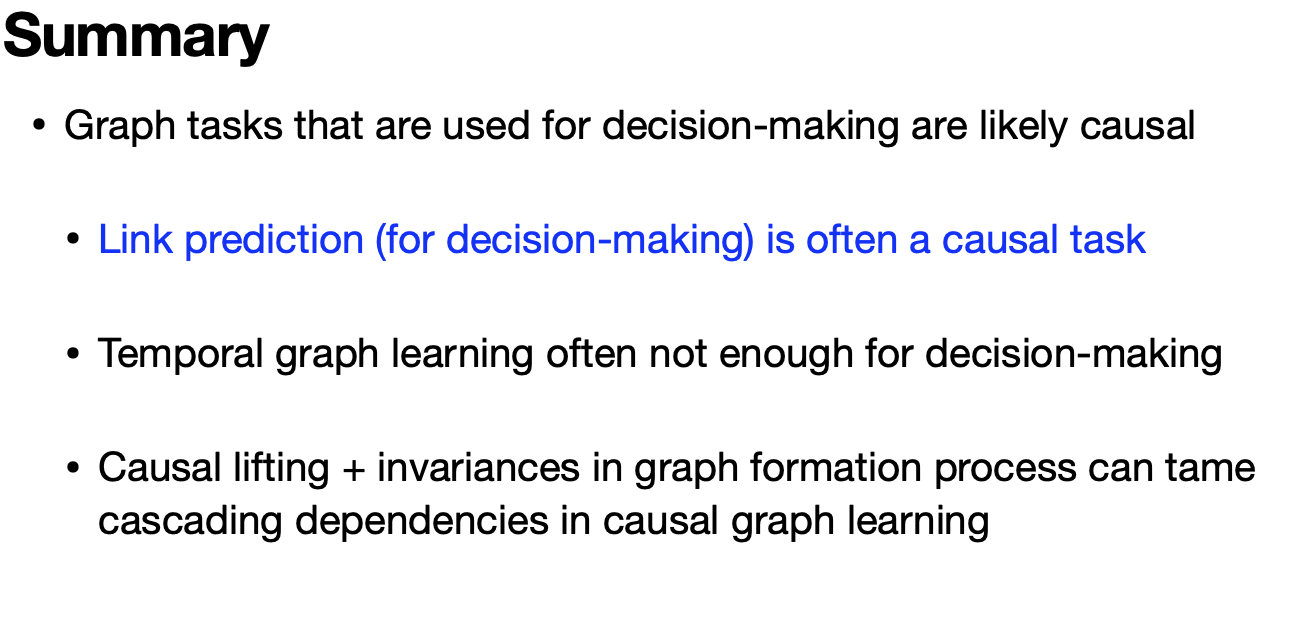 Summary
• Graph tasks that are used for decision-making are likely causal
• Link prediction (for decision-making) is often a causal task
• Temporal graph learning often not enough for decision-making
• Causal lifting + invariances in graph formation process can tame
cascading dependencies in causal graph learning